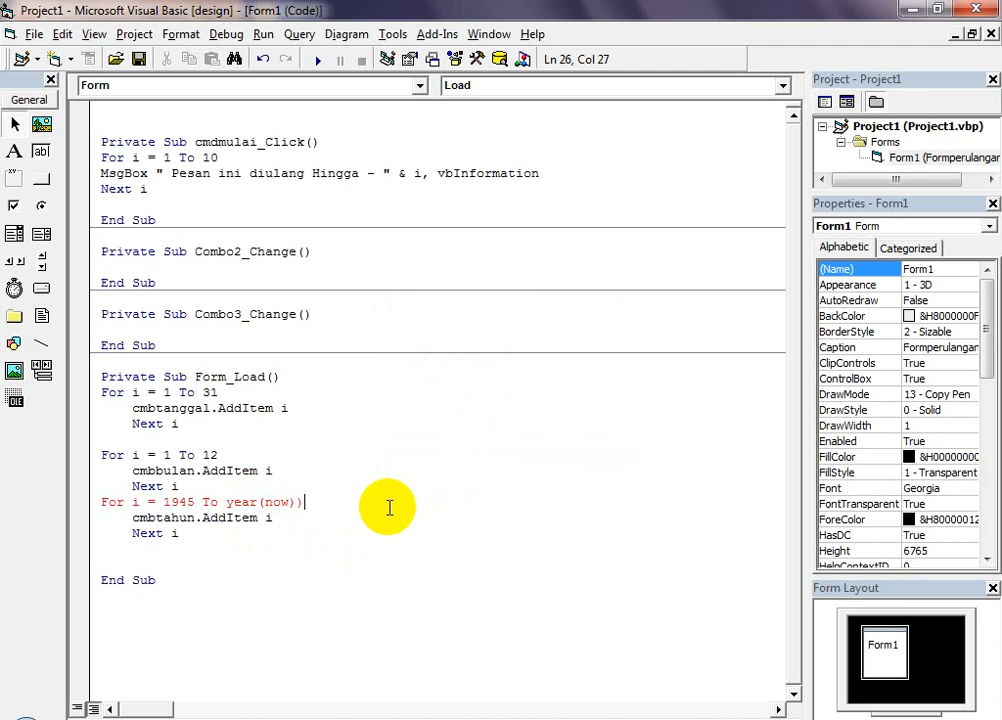 Project1 - Microsoft Visual Basic [design] - [Form1 (Code)]
File Edit View Project Format Debug Run Query Diagram Tools Add-Ins Window Help
Ln 26, Col 27
General
Form
Load
Private Sub cmdmulai_Click()
For i = 1 To 10
MsgBox " Pesan ini diulang Hingga - " & i, vbInformation
Next i
End Sub
Private Sub Combo2_Change()
End Sub
Private Sub Combo3_Change()
End Sub
Private Sub Form_Load()
For i = 1 To 31
cmbtanggal.AddItem i
Next i
For i = 1 To 12
cmbbulan.AddItem i
Next i
For i = 1945 To year(now))
cmbtahun.AddItem i
Next i
End Sub
Project - Project1
Project1 (Project1.vbp)
Forms
Form1 (Formperulangan
Properties - Form1
Form1 Form
Alphabetic Categorized
(Name) Form1
Appearance 1 - 3D
AutoRedraw False
BackColor &H8000000F
BorderStyle 2 - Sizable
Caption Formperulangan
ClipControls True
ControlBox True
DrawMode 13 - Copy Pen
DrawStyle 0 - Solid
DrawWidth 1
Enabled True
FillColor &H00000000
FillStyle 1 - Transparent
Font Georgia
FontTransparent True
ForeColor &H80000012
HasDC True
Height 6765
HelpContextID 0
Form Layout
Form1